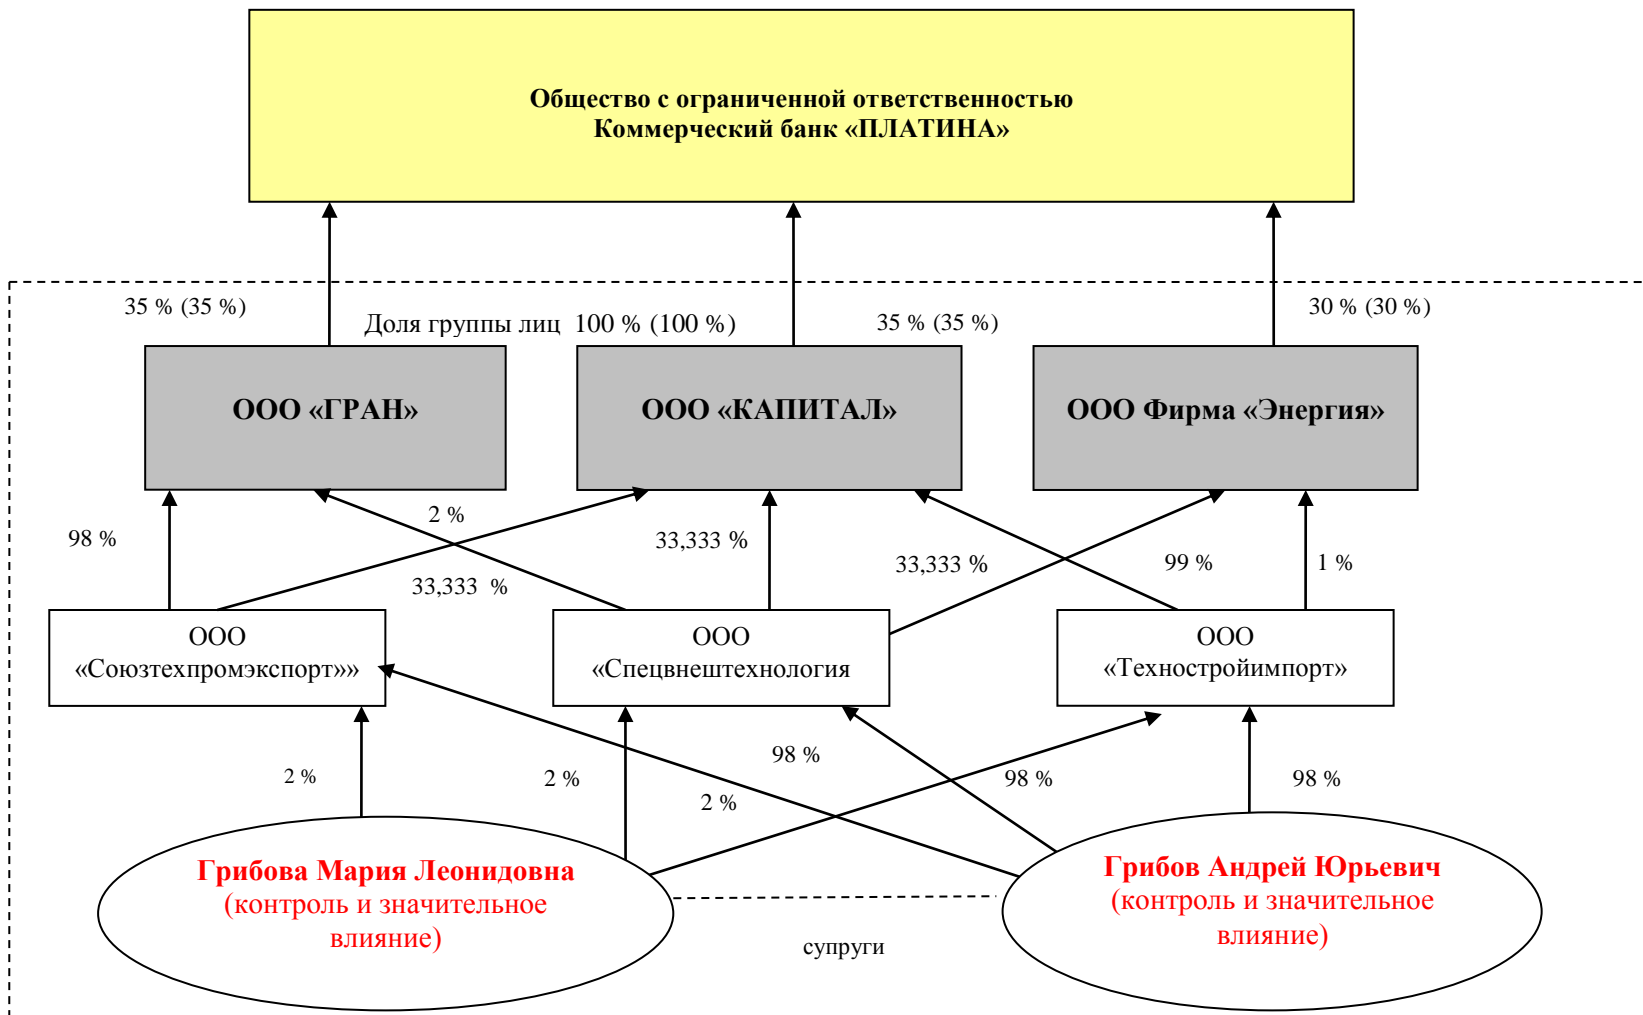 Общество с ограниченной ответственностью
Коммерческий банк «ПЛАТИНА»
35 % (35 %)
Доля группы лиц 100 % (100 %)
35 % (35 %)
30 % (30 %)
ООО «ГРАН»
ООО «КАПИТАЛ»
ООО Фирма «Энергия»
98 %
2 %
33,333 %
33,333 %
33,333 %
99 %
1 %
ООО
«Союзтехпромэкспорт»»
ООО
«Спецвнештехнология
ООО
«Техностройимпорт»
2 %
2 %
98 %
2 %
98 %
98 %
Грибова Мария Леонидовна
(контроль и значительное
влияние)
Грибов Андрей Юрьевич
(контроль и значительное
влияние)
супруги